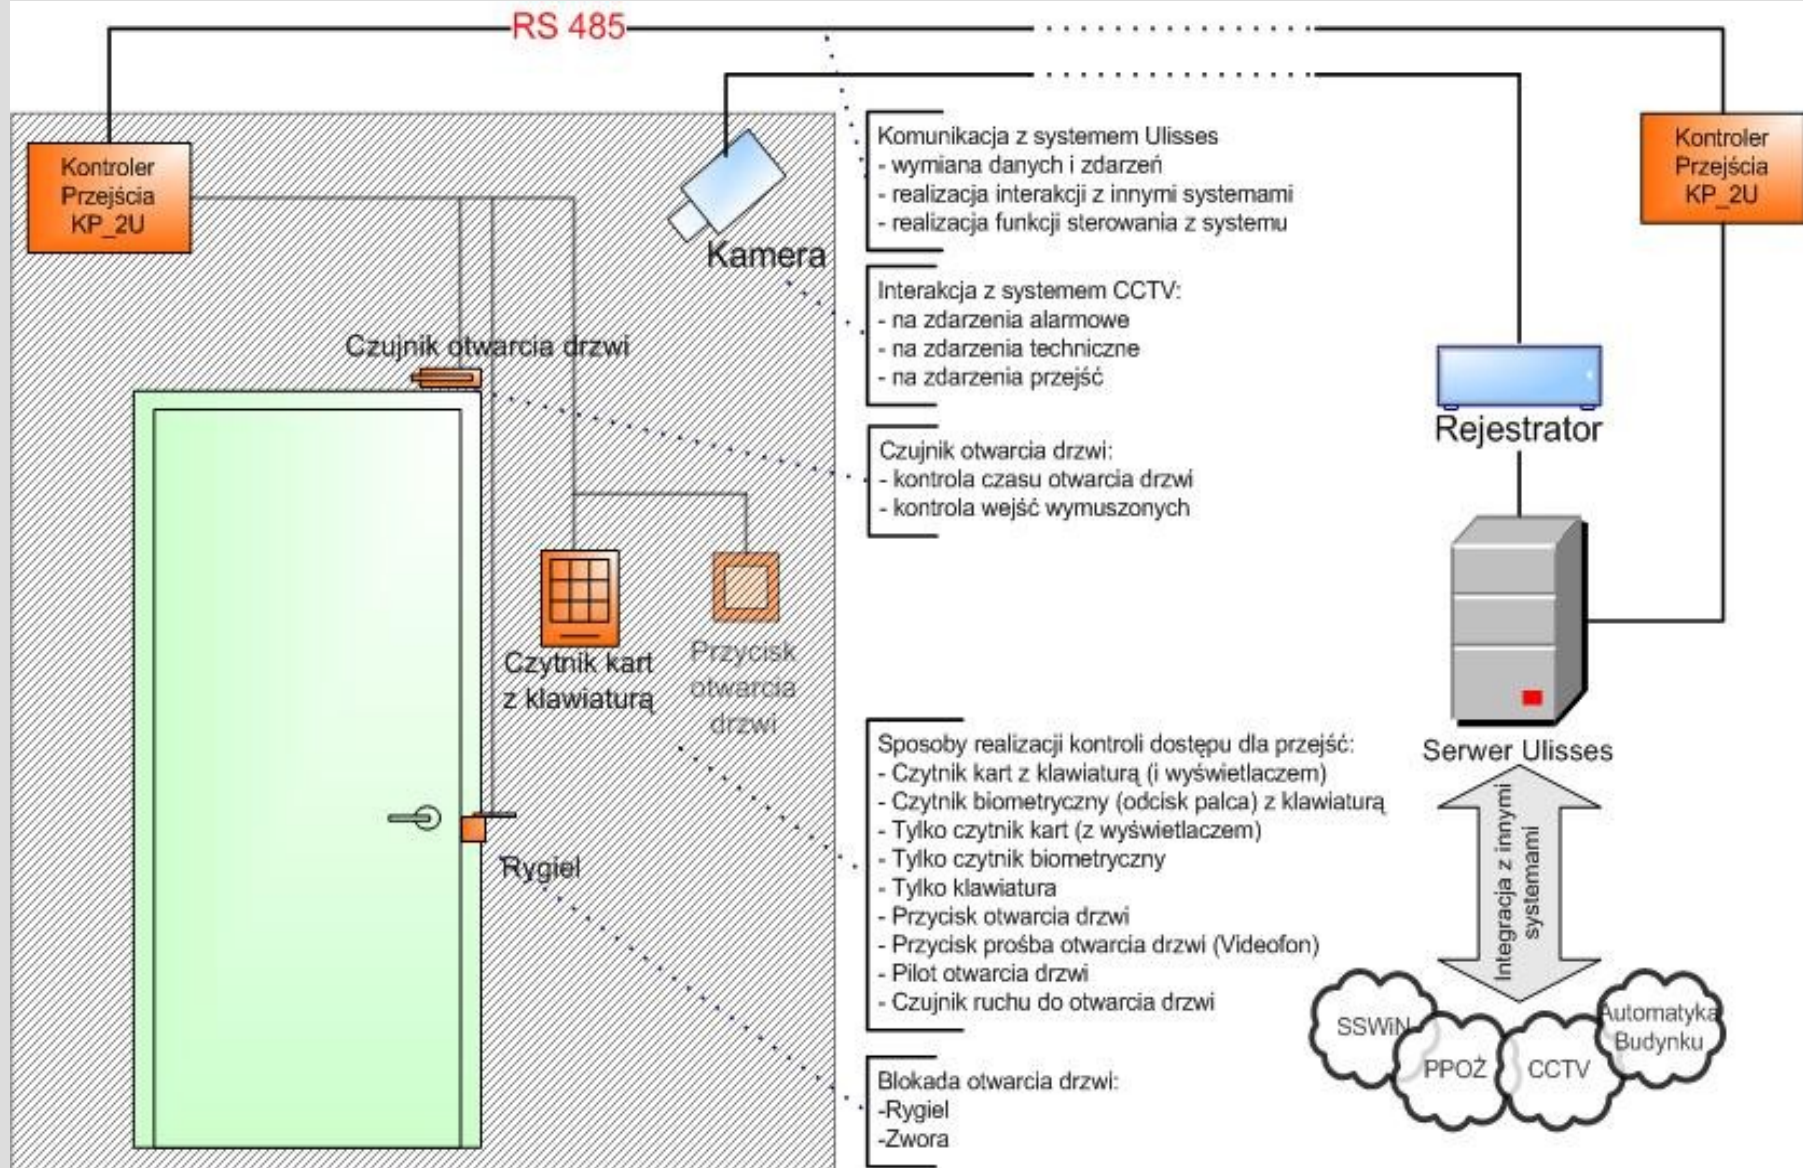 RS 485
Kontroler
Przejścia
KP_2U
Kamera
Czujnik otwarcia drzwi
Czytnik kart
z klawiaturą
Przycisk
otwarcia
drzwi
Rygiel
Komunikacja z systemem Ulisses
- wymiana danych i zdarzeń
- realizacja interakcji z innymi systemami
- realizacja funkcji sterowania z systemu
Interakcja z systemem CCTV:
- na zdarzenia alarmowe
- na zdarzenia techniczne
- na zdarzenia przejść
Czujnik otwarcia drzwi:
- kontrola czasu otwarcia drzwi
- kontrola wejść wymuszonych
Sposoby realizacji kontroli dostępu dla przejść:
- Czytnik kart z klawiaturą (i wyświetlaczem)
- Czytnik biometryczny (odcisk palca) z klawiaturą
- Tylko czytnik kart (z wyświetlaczem)
- Tylko czytnik biometryczny
- Tylko klawiatura
- Przycisk otwarcia drzwi
- Przycisk prośba otwarcia drzwi (Videofon)
- Pilot otwarcia drzwi
- Czujnik ruchu do otwarcia drzwi
Blokada otwarcia drzwi:
-Rygiel
-Zwora
Kontroler
Przejścia
KP_2U
Rejestrator
Serwer Ulisses
Integracja z innymi
systemami
SSWiN
PPOŻ
CCTV
Automatyka
Budynku